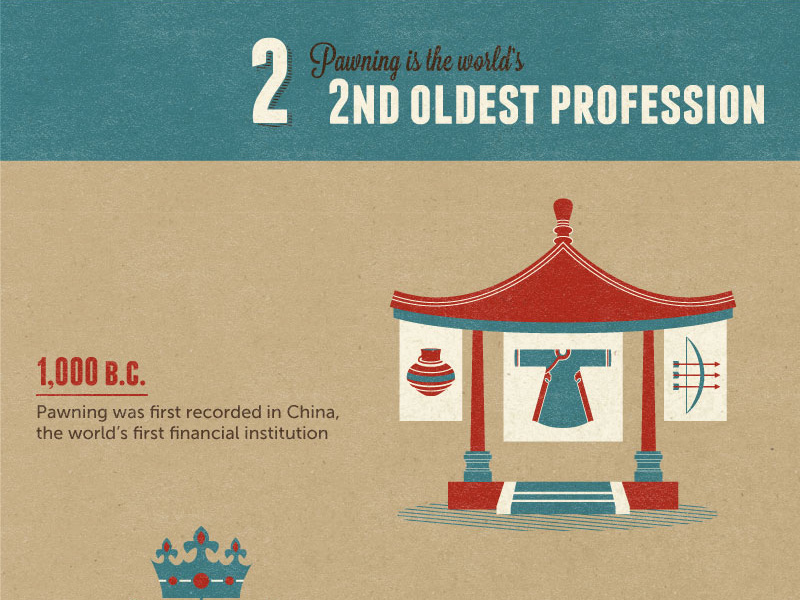 2
Pawning is the world's
2ND OLDEST PROFESSION
1,000 B.C.
Pawning was first recorded in China,
the world's first financial institution